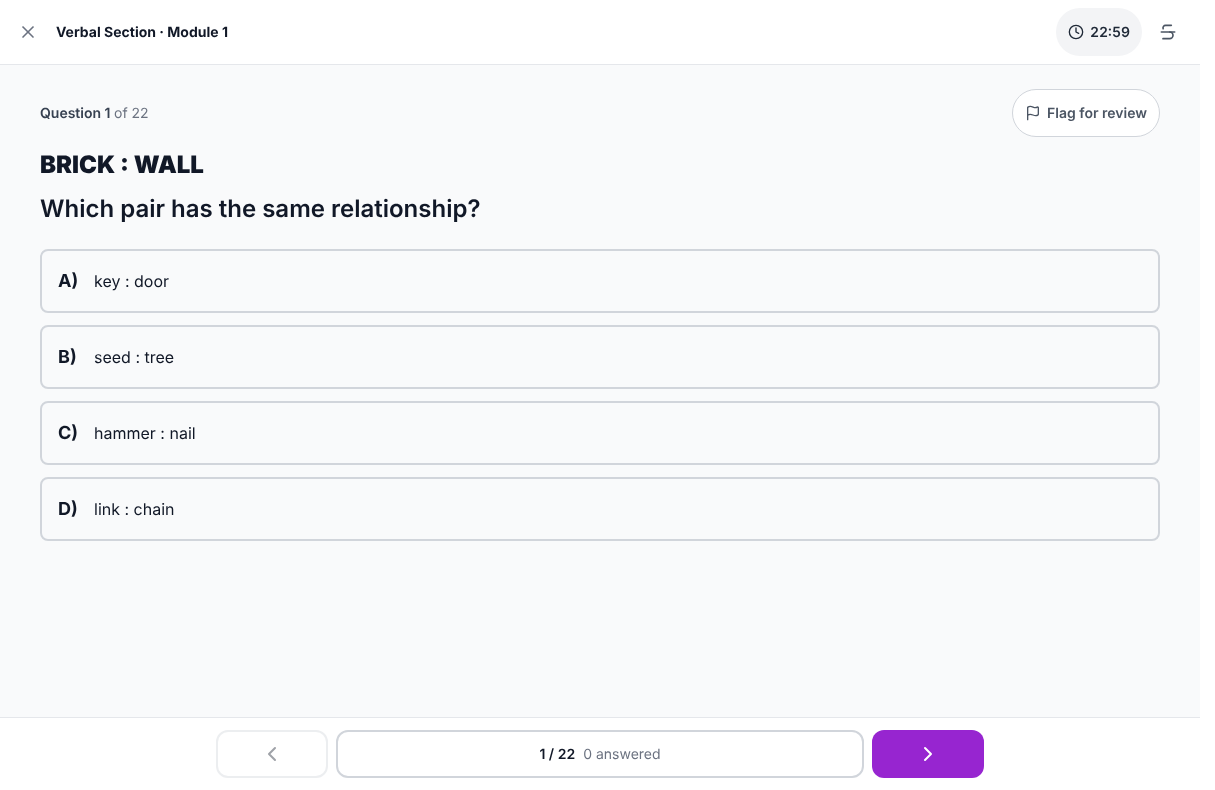 Verbal Section · Module 1
22:59
Question 1 of 22
Flag for review
BRICK : WALL
Which pair has the same relationship?
A) key : door
B) seed : tree
C) hammer : nail
D) link : chain
1 / 22 0 answered